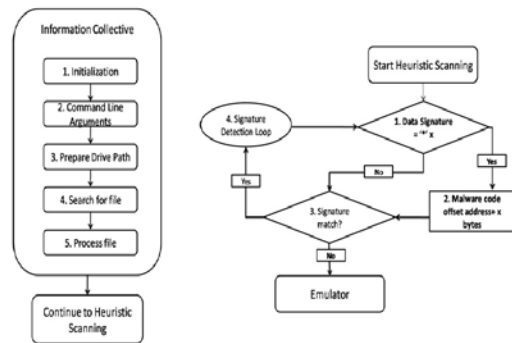 Information Collective
1. Initialization
2. Command Line
Arguments
3. Prepare Drive Path
4. Search for file
5. Process file
Continue to Heuristic
Scanning
Start Heuristic Scanning
4. Signature
Detection Loop
1. Data Signature
= '*' x
No
Yes
Yes
2. Malware code
offset address+ x
bytes
3. Signature
match?
No
Emulator